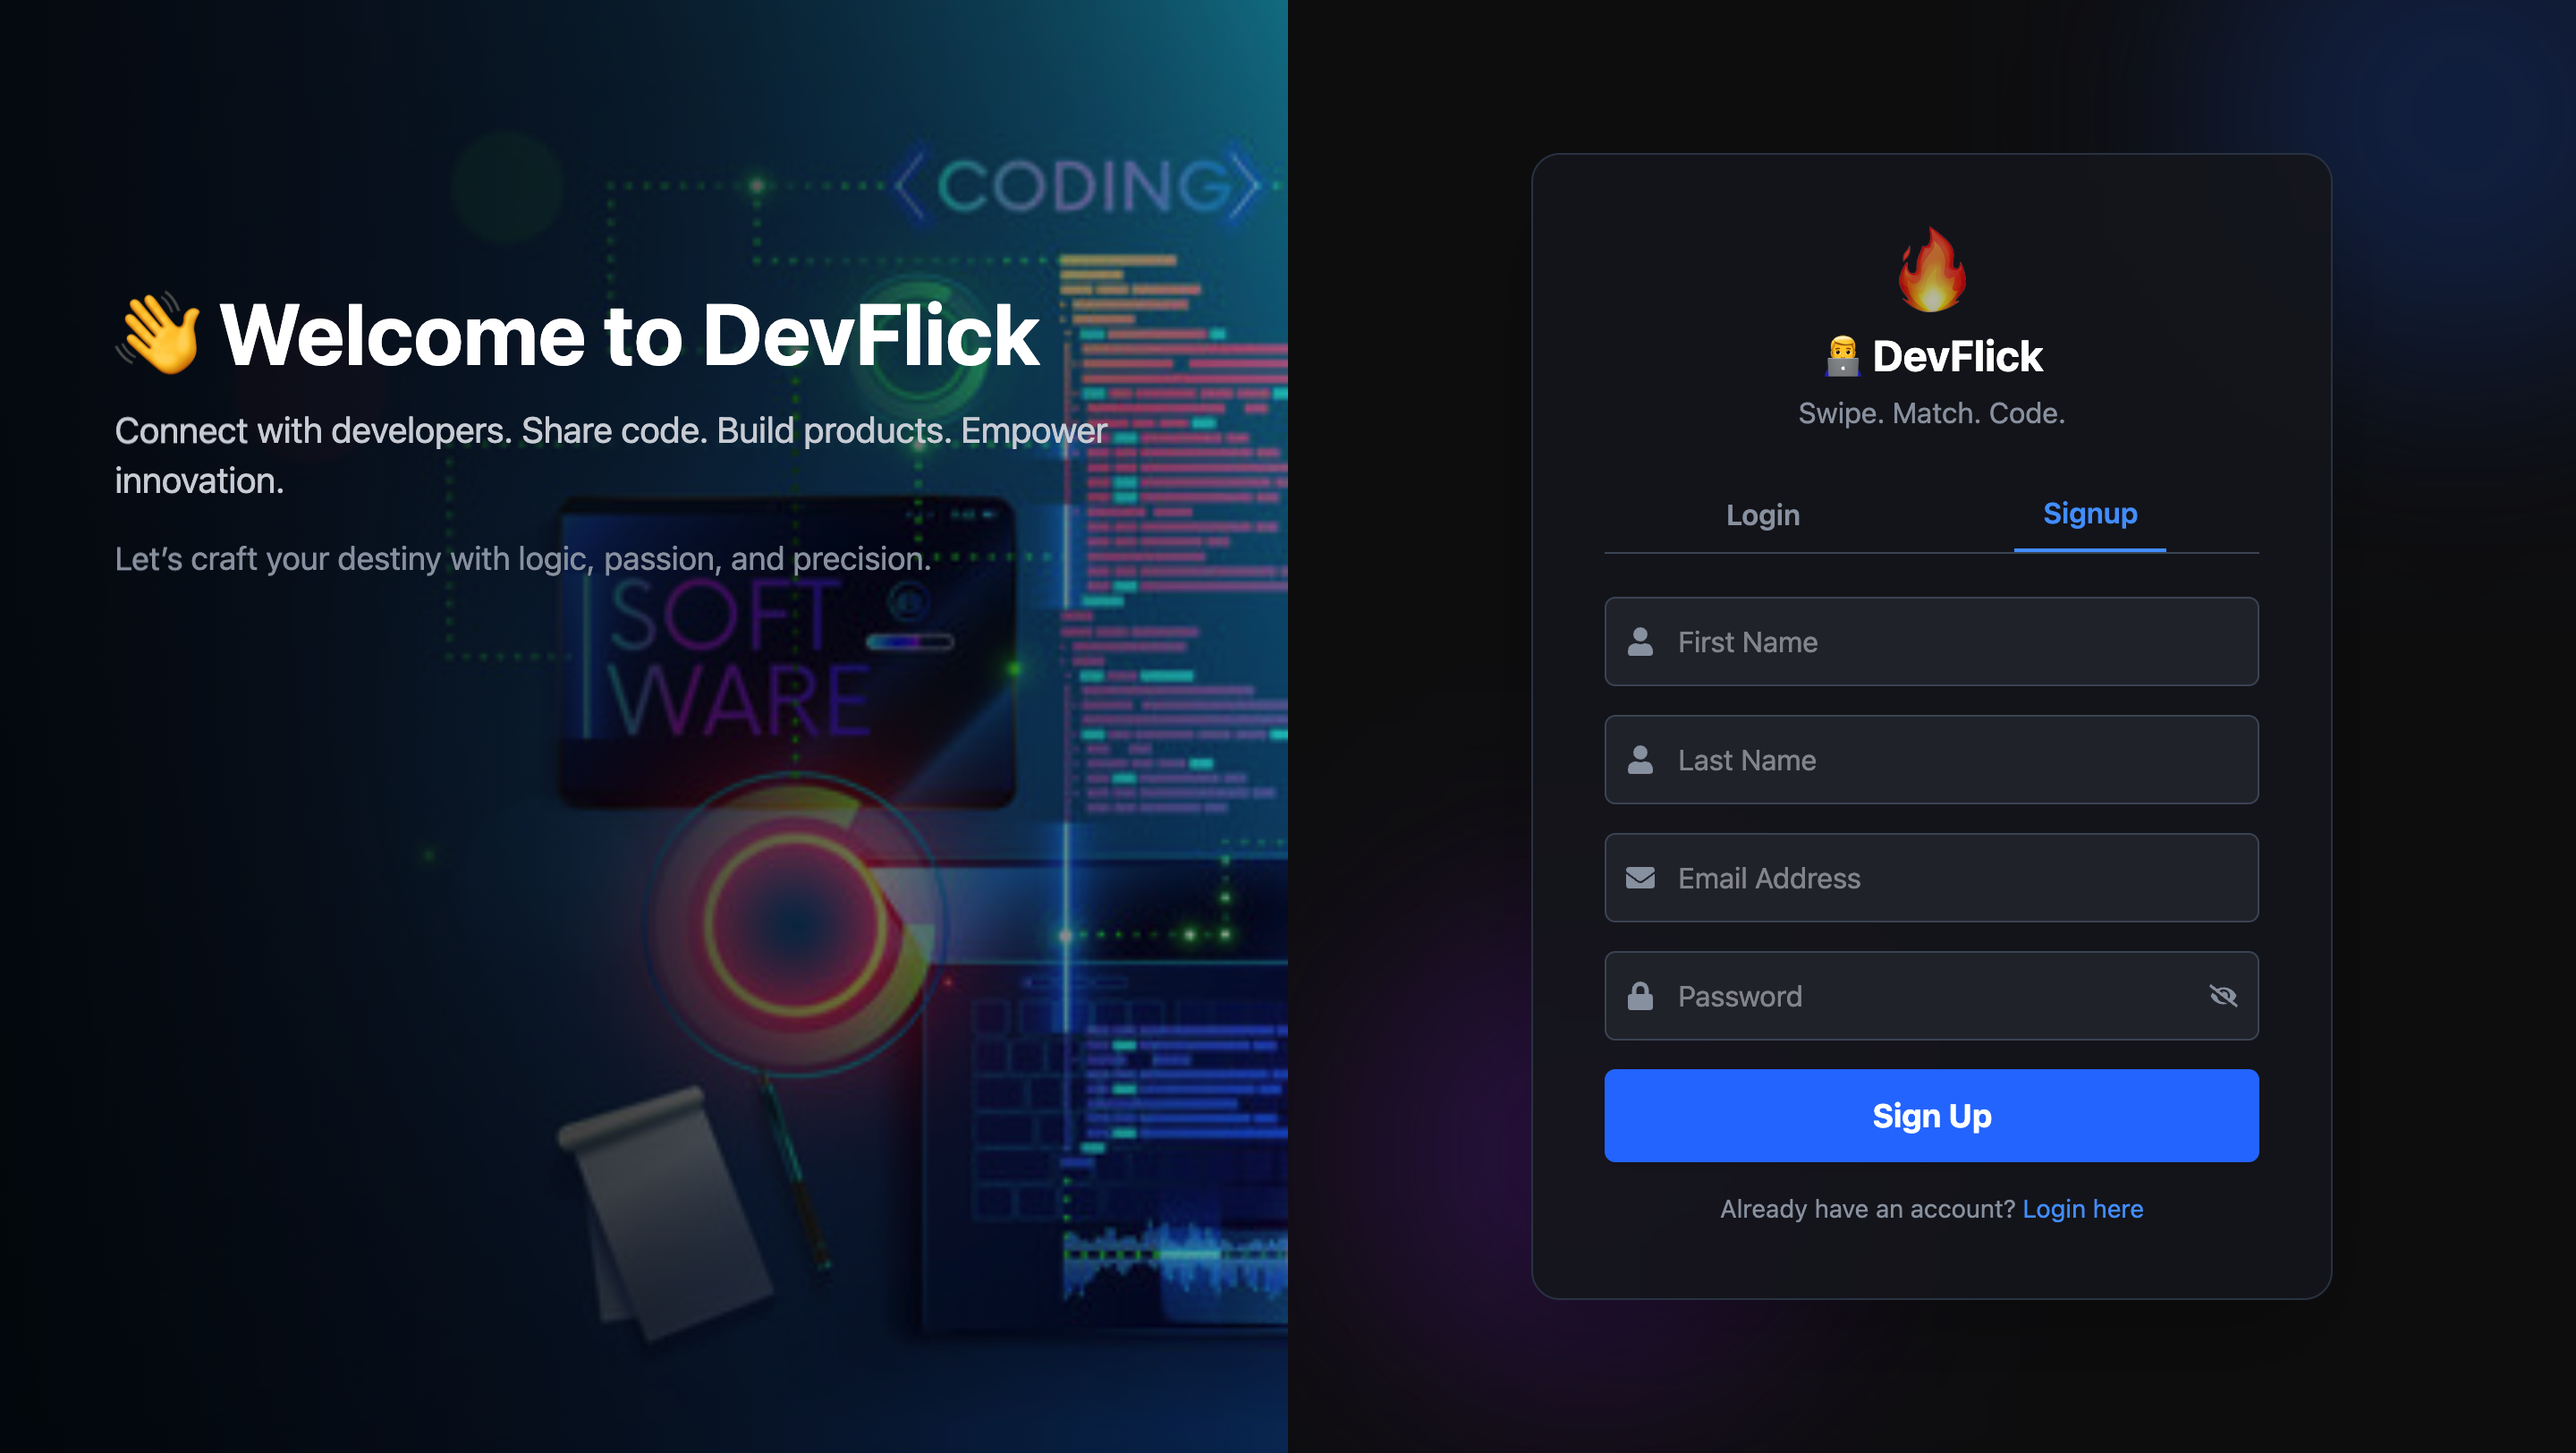 CODING
👋 Welcome to DevFlick
Connect with developers. Share code. Build products. Empower
innovation.
Let’s craft your destiny with logic, passion, and precision.
SOFT
WARE
👨‍💻 DevFlick
Swipe. Match. Code.
Login
Signup
First Name
Last Name
Email Address
Password
Sign Up
Already have an account? Login here